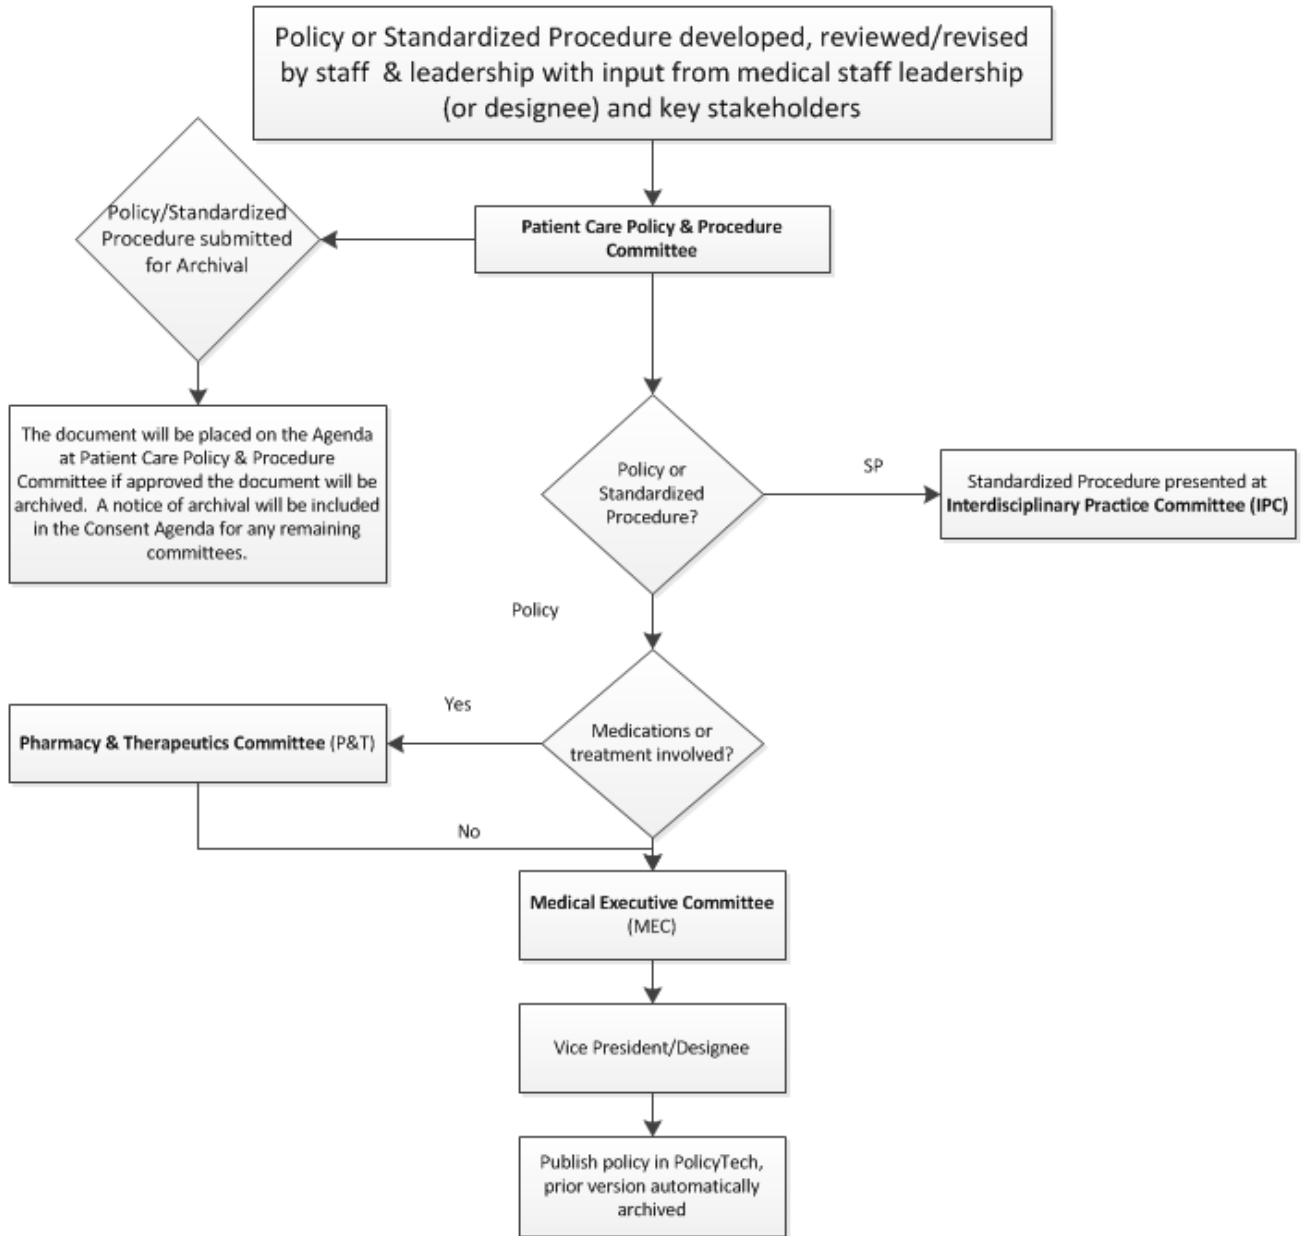 Policy or Standardized Procedure developed, reviewed/revised
by staff & leadership with input from medical staff leadership
(or designee) and key stakeholders
Patient Care Policy & Procedure
Committee
Policy/Standardized
Procedure submitted
for Archival
The document will be placed on the Agenda
at Patient Care Policy & Procedure
Committee if approved the document will be
archived. A notice of archival will be included
in the Consent Agenda for any remaining
committees.
Policy or
Standardized
Procedure?
SP
Standardized Procedure presented at
Interdisciplinary Practice Committee (IPC)
Policy
Medications or
treatment involved?
Yes
Pharmacy & Therapeutics Committee (P&T)
No
Medical Executive Committee
(MEC)
Vice President/Designee
Publish policy in PolicyTech,
prior version automatically
archived